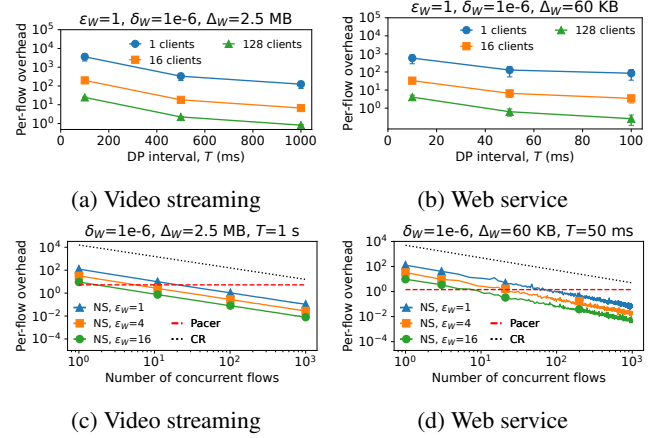 ε_W=1, δ_W=1e-6, Δ_W=2.5 MB
Per-flow overhead
10^5
10^4
10^3
10^2
10^1
10^0
1 clients
16 clients
128 clients
0 200 400 600 800 1000
DP interval, T (ms)
(a) Video streaming
ε_W=1, δ_W=1e-6, Δ_W=60 KB
Per-flow overhead
10^5
10^4
10^3
10^2
10^1
10^0
1 clients
16 clients
128 clients
0 20 40 60 80 100
DP interval, T (ms)
(b) Web service
δ_W=1e-6, Δ_W=2.5 MB, T=1 s
Per-flow overhead
10^4
10^2
10^0
10^-2
10^-4
NS, ε_W=1
NS, ε_W=4
NS, ε_W=16
Pacer
CR
10^0 10^1 10^2 10^3
Number of concurrent flows
(c) Video streaming
δ_W=1e-6, Δ_W=60 KB, T=50 ms
Per-flow overhead
10^4
10^2
10^0
10^-2
10^-4
NS, ε_W=1
NS, ε_W=4
NS, ε_W=16
Pacer
CR
10^0 10^1 10^2 10^3
Number of concurrent flows
(d) Web service